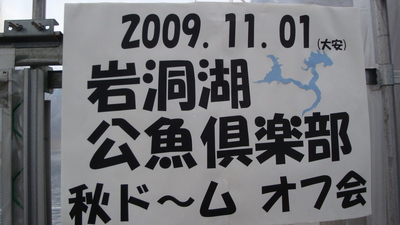 2009.11.01(大安)
岩洞湖
公魚倶楽部
秋ド〜ム オフ会